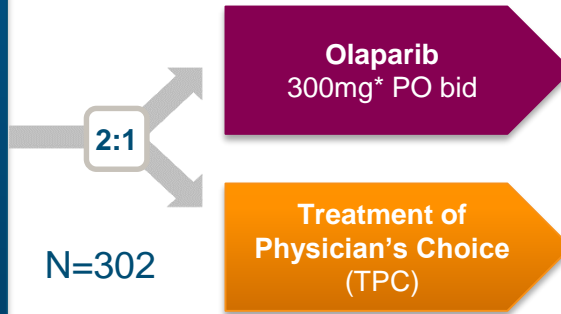 Olaparib
300mg* PO bid
2:1
Treatment of
Physician's Choice
(TPC)
N=302